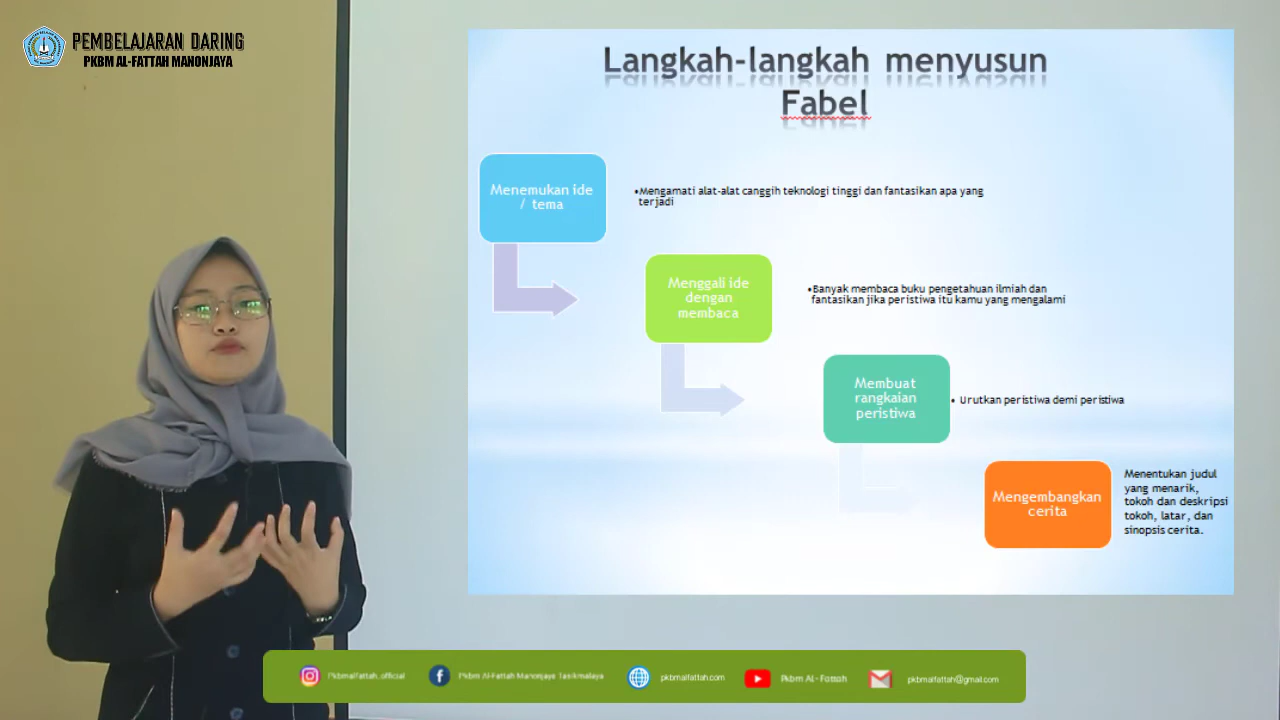 PEMBELAJARAN DARING
PKBM AL-FATTAH MANONJAYA
Langkah-langkah menyusun
Fabel
Menemukan ide
/ tema
•Mengamati alat-alat canggih teknologi tinggi dan fantasikan apa yang
terjadi
Menggali ide
dengan
membaca
•Banyak membaca buku pengetahuan ilmiah dan
fantasikan jika peristiwa itu kamu yang mengalami
Membuat
rangkaian
peristiwa
• Urutkan peristiwa demi peristiwa
Mengembangkan
cerita
Menentukan judul
yang menarik,
tokoh dan deskripsi
tokoh, latar, dan
sinopsis cerita.
Pkbmalfattah_official
Pkbm Al-Fattah Manonjaya Tasikmalaya
pkbmalfattah.com
Pkbm AL-Fattah
pkbmalfattah@gmail.com